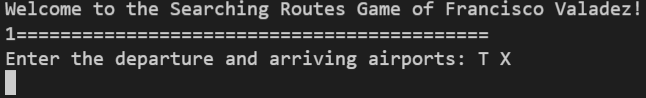 Welcome to the Searching Routes Game of Francisco Valadez!
1===========================================
Enter the departure and arriving airports: T X